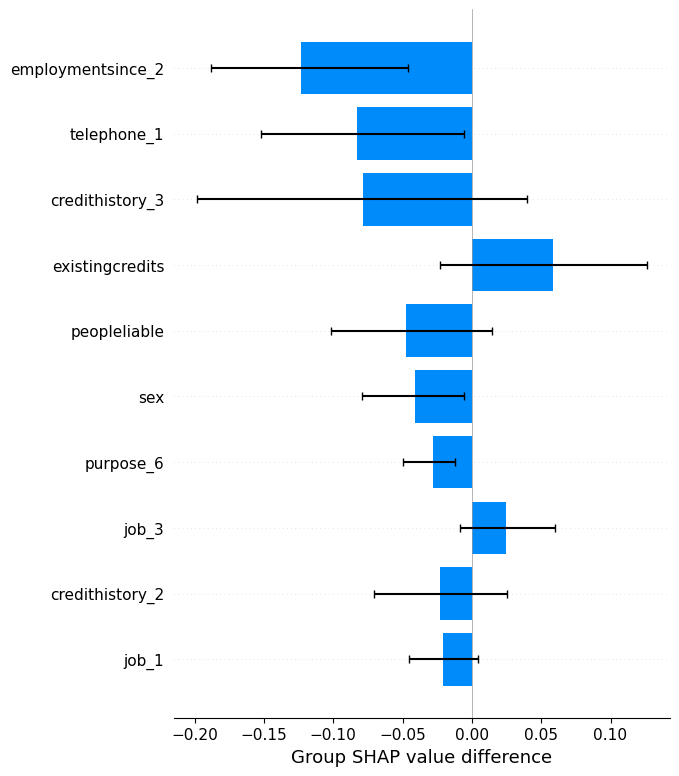 employmentsince_2
telephone_1
credithistory_3
existingcredits
peopleliable
sex
purpose_6
job_3
credithistory_2
job_1
−0.20 −0.15 −0.10 −0.05 0.00 0.05 0.10
Group SHAP value difference